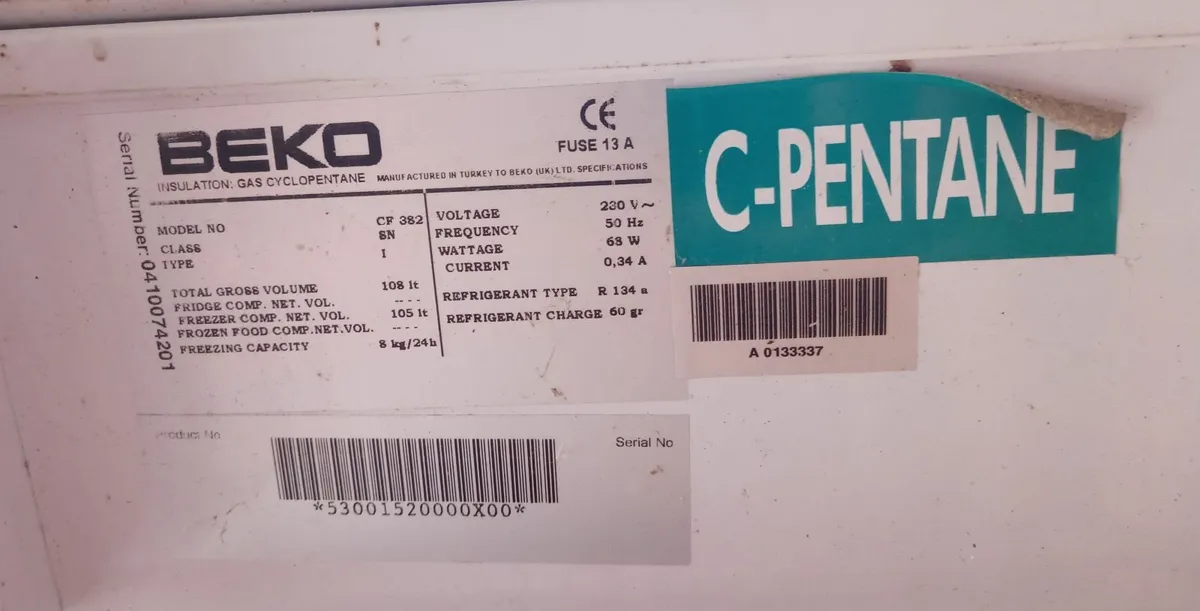 BEKO
CE
FUSE 13 A
INSULATION: GAS CYCLOPENTANE
MANUFACTURED IN TURKEY TO BEKO (UK) LTD. SPECIFICATIONS
Serial Number: 0410074201
MODEL NO CF 382
CLASS SN
TYPE I
TOTAL GROSS VOLUME 108 lt
FRIDGE COMP. NET. VOL. ----
FREEZER COMP. NET. VOL. 105 lt
FROZEN FOOD COMP.NET.VOL. ----
FREEZING CAPACITY 8 kg/24h
VOLTAGE 230 V~
FREQUENCY 50 Hz
WATTAGE 68 W
CURRENT 0,34 A
REFRIGERANT TYPE R 134 a
REFRIGERANT CHARGE 60 gr
C-PENTANE
A 0133337
Product No
Serial No
*53001520000X00*